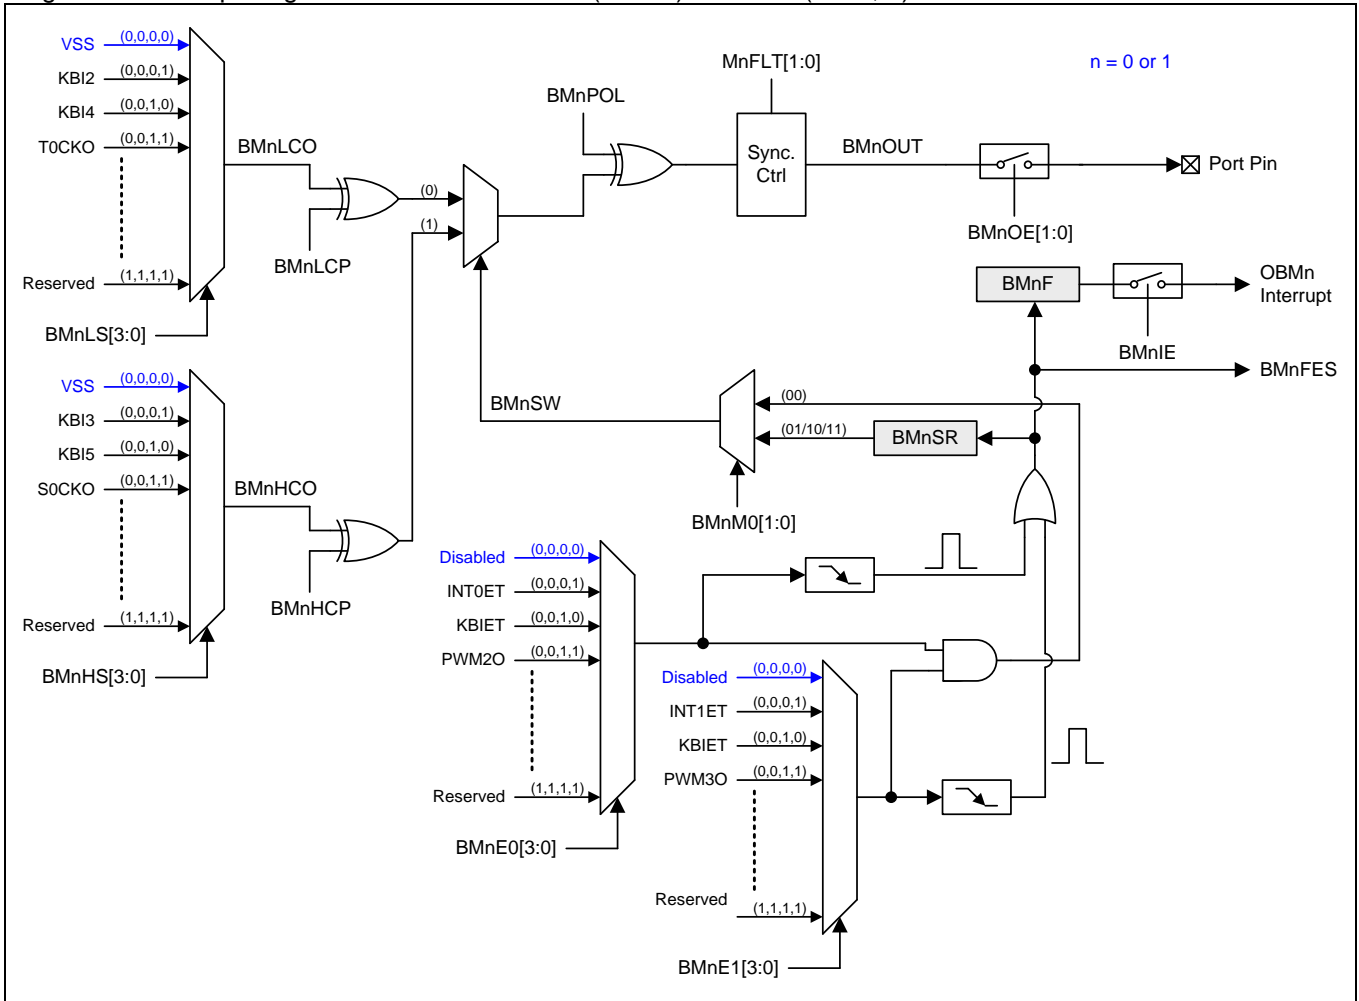 VSS (0,0,0,0)
KBI2 (0,0,0,1)
KBI4 (0,0,1,0)
T0CKO (0,0,1,1)
Reserved (1,1,1,1)
BMnLS[3:0]
BMnLCO
BMnLCP
VSS (0,0,0,0)
KBI3 (0,0,0,1)
KBI5 (0,0,1,0)
S0CKO (0,0,1,1)
Reserved (1,1,1,1)
BMnHS[3:0]
BMnHCO
BMnHCP
(0)
(1)
BMnPOL
MnFLT[1:0]
Sync.
Ctrl
BMnOUT
n = 0 or 1
Port Pin
BMnOE[1:0]
BMnF
OBMn
Interrupt
BMnIE
BMnFES
BMnSW
(00)
(01/10/11)
BMnSR
BMnM0[1:0]
Disabled (0,0,0,0)
INT0ET (0,0,0,1)
KBIET (0,0,1,0)
PWM2O (0,0,1,1)
Reserved (1,1,1,1)
BMnE0[3:0]
Disabled (0,0,0,0)
INT1ET (0,0,0,1)
KBIET (0,0,1,0)
PWM3O (0,0,1,1)
Reserved
(1,1,1,1)
BMnE1[3:0]